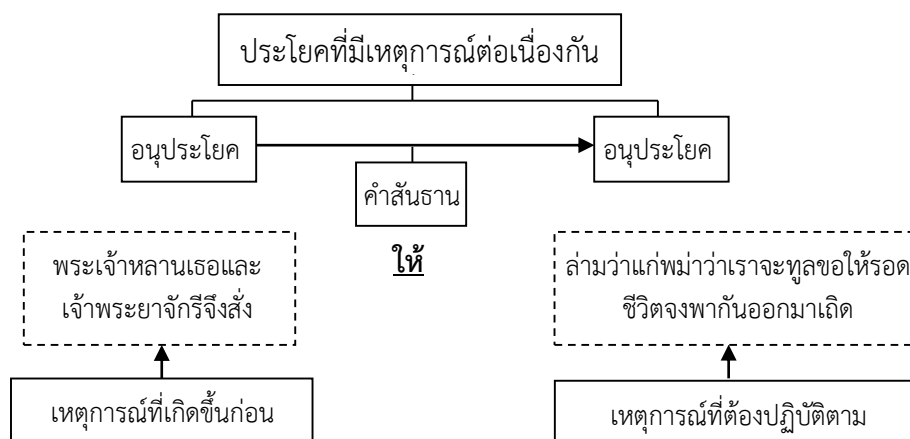 ประโยคที่มีเหตุการณ์ต่อเนื่องกัน
อนุประโยค
อนุประโยค
คำสันธาน
ให้
พระเจ้าหลานเธอและ
เจ้าพระยาจักรีจึงสั่ง
ล่ามว่าแก่พม่าว่าเราจะทูลขอให้รอด
ชีวิตจงพากันออกมาเถิด
เหตุการณ์ที่เกิดขึ้นก่อน
เหตุการณ์ที่ต้องปฏิบัติตาม